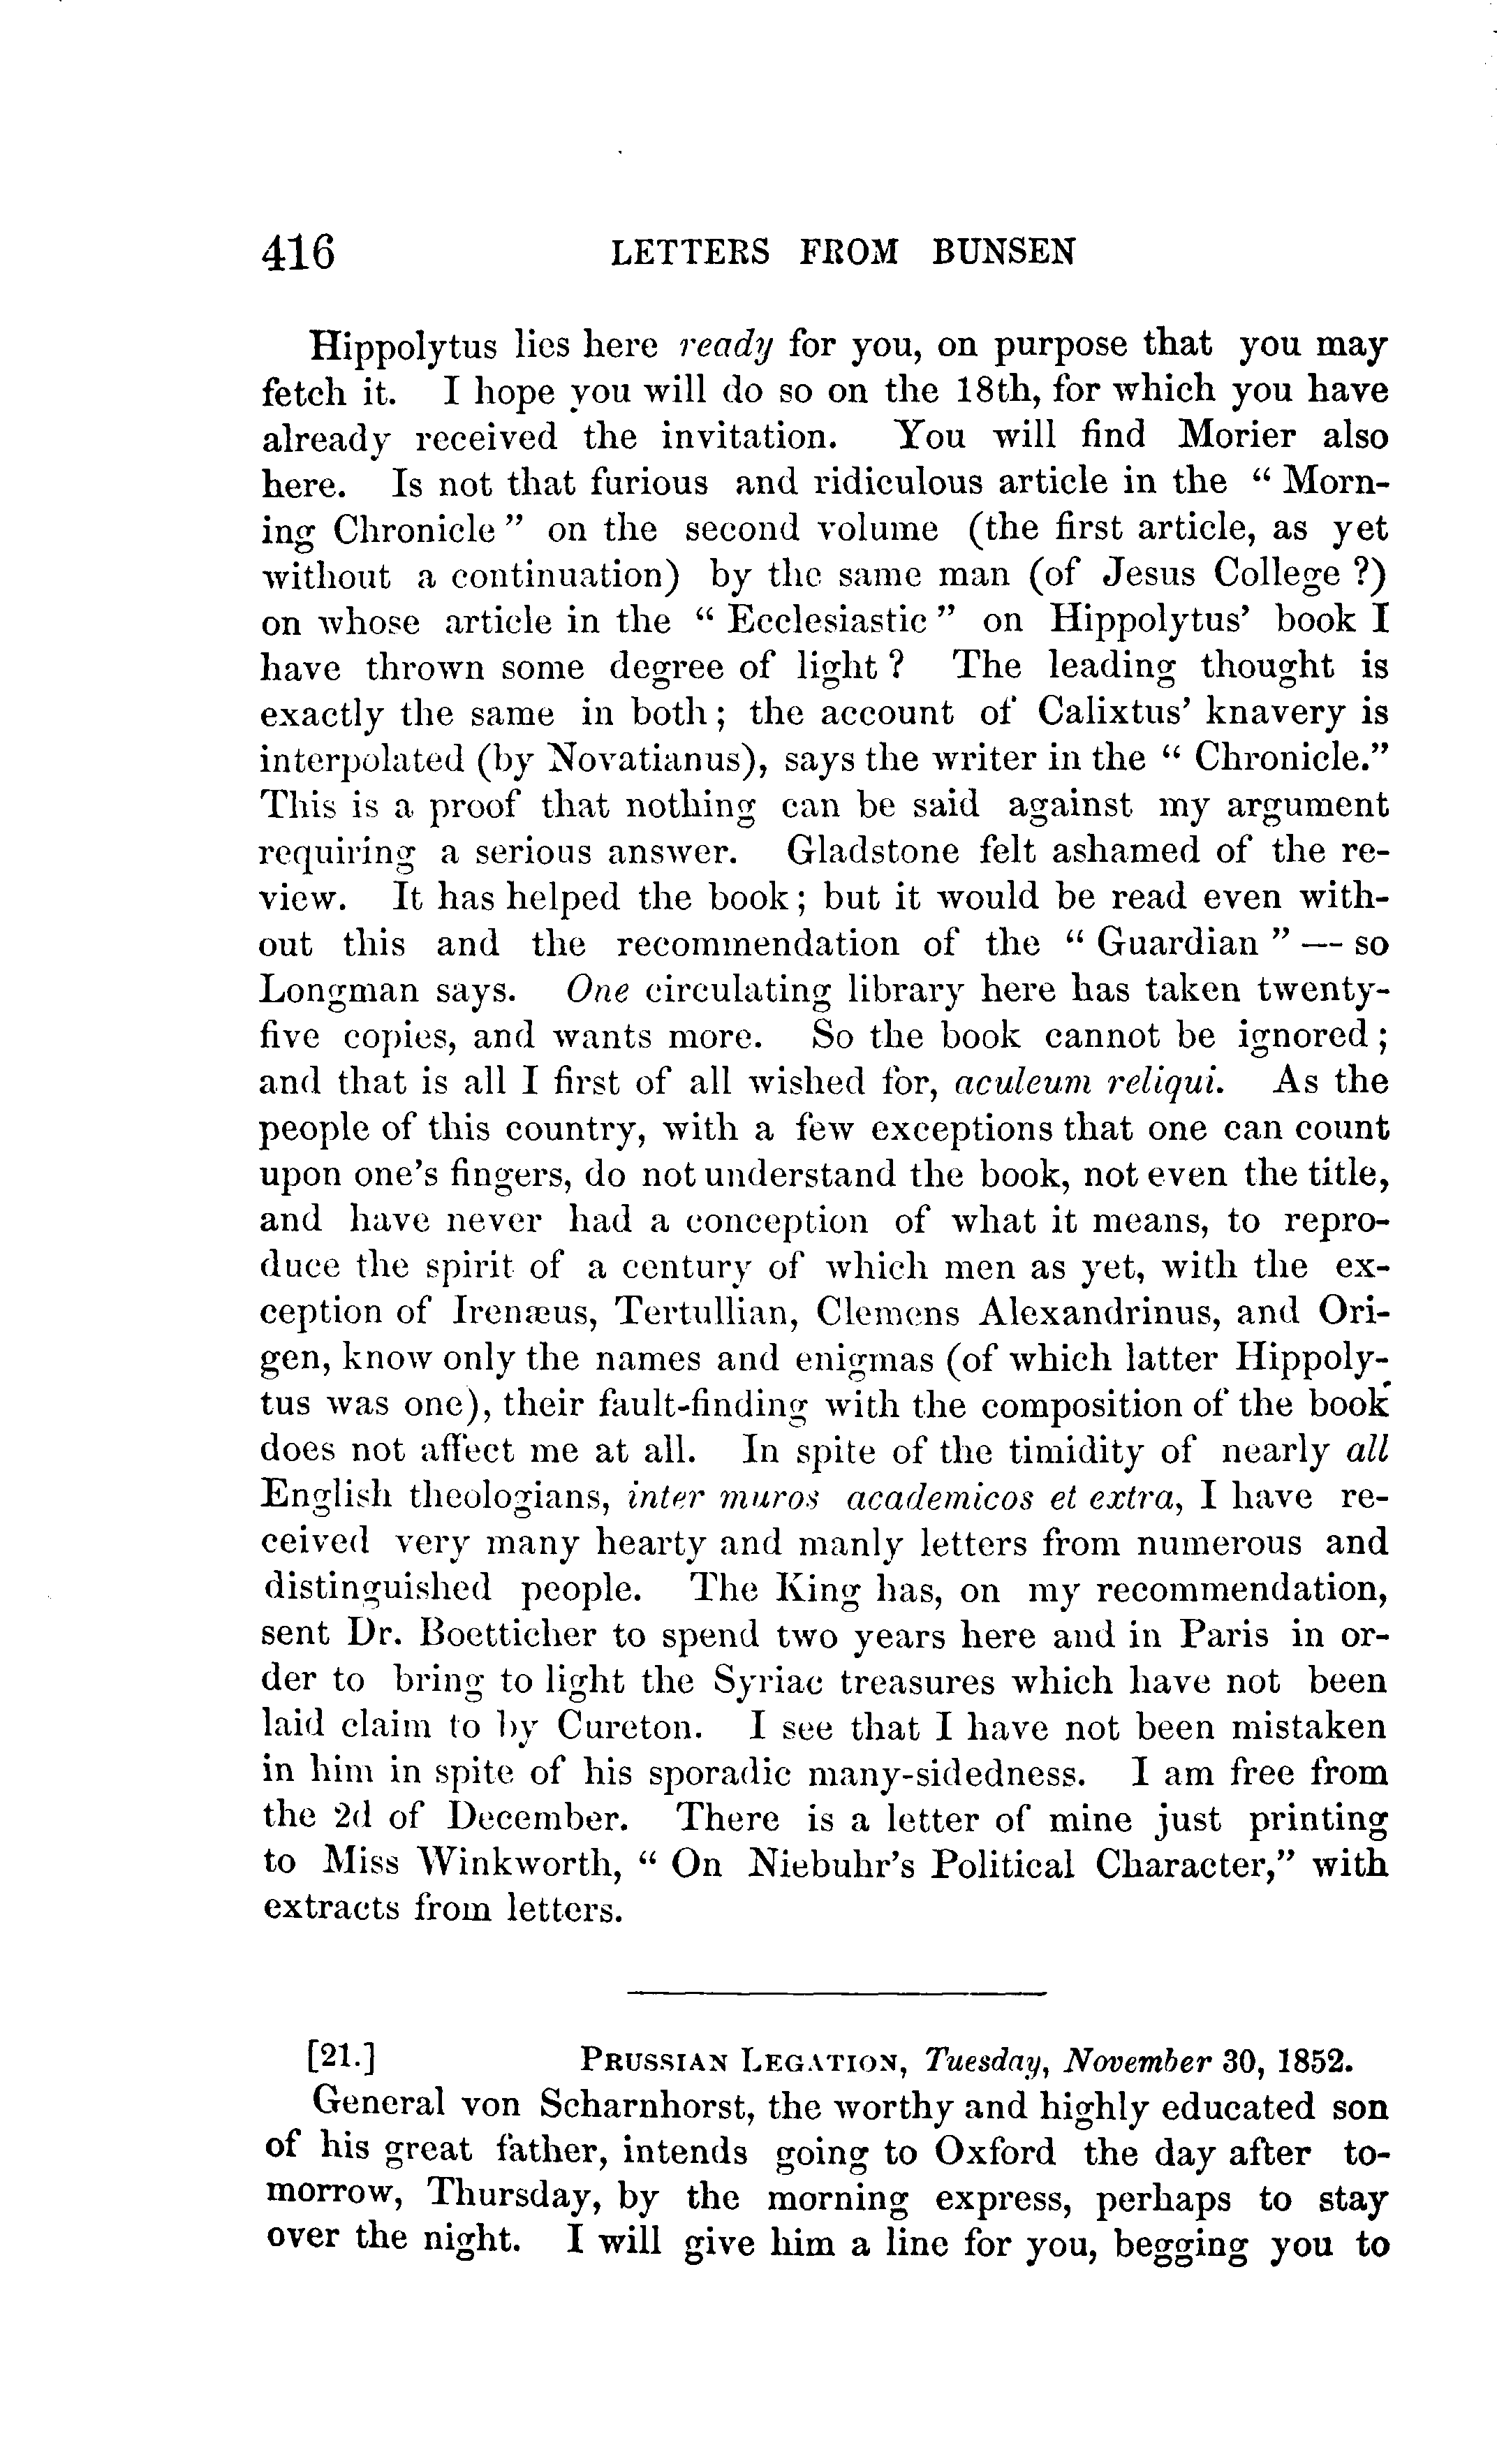 416 LETTERS FROM BUNSEN
Hippolytus lies here ready for you, on purpose that you may
fetch it. I hope you will do so on the 18th, for which you have
already received the invitation. You will find Morier also
here. Is not that furious and ridiculous article in the “ Morn-
ing Chronicle ” on the second volume (the first article, as yet
without a continuation) by the same man (of Jesus College ?)
on whose article in the “ Ecclesiastic ” on Hippolytus’ book I
have thrown some degree of light ? The leading thought is
exactly the same in both ; the account of Calixtus’ knavery is
interpolated (by Novatianus), says the writer in the “ Chronicle.”
This is a proof that nothing can be said against my argument
requiring a serious answer. Gladstone felt ashamed of the re-
view. It has helped the book ; but it would be read even with-
out this and the recommendation of the “ Guardian ” — so
Longman says. One circulating library here has taken twenty-
five copies, and wants more. So the book cannot be ignored ;
and that is all I first of all wished for, aculeum reliqui. As the
people of this country, with a few exceptions that one can count
upon one’s fingers, do not understand the book, not even the title,
and have never had a conception of what it means, to repro-
duce the spirit of a century of which men as yet, with the ex-
ception of Irenæus, Tertullian, Clemens Alexandrinus, and Ori-
gen, know only the names and enigmas (of which latter Hippoly-
tus was one), their fault-finding with the composition of the book
does not affect me at all. In spite of the timidity of nearly all
English theologians, inter muros academicos et extra, I have re-
ceived very many hearty and manly letters from numerous and
distinguished people. The King has, on my recommendation,
sent Dr. Boetticher to spend two years here and in Paris in or-
der to bring to light the Syriac treasures which have not been
laid claim to by Cureton. I see that I have not been mistaken
in him in spite of his sporadic many-sidedness. I am free from
the 2d of December. There is a letter of mine just printing
to Miss Winkworth, “ On Niebuhr’s Political Character,” with
extracts from letters.
[21.] PRUSSIAN LEGATION, Tuesday, November 30, 1852.
General von Scharnhorst, the worthy and highly educated son
of his great father, intends going to Oxford the day after to-
morrow, Thursday, by the morning express, perhaps to stay
over the night. I will give him a line for you, begging you to